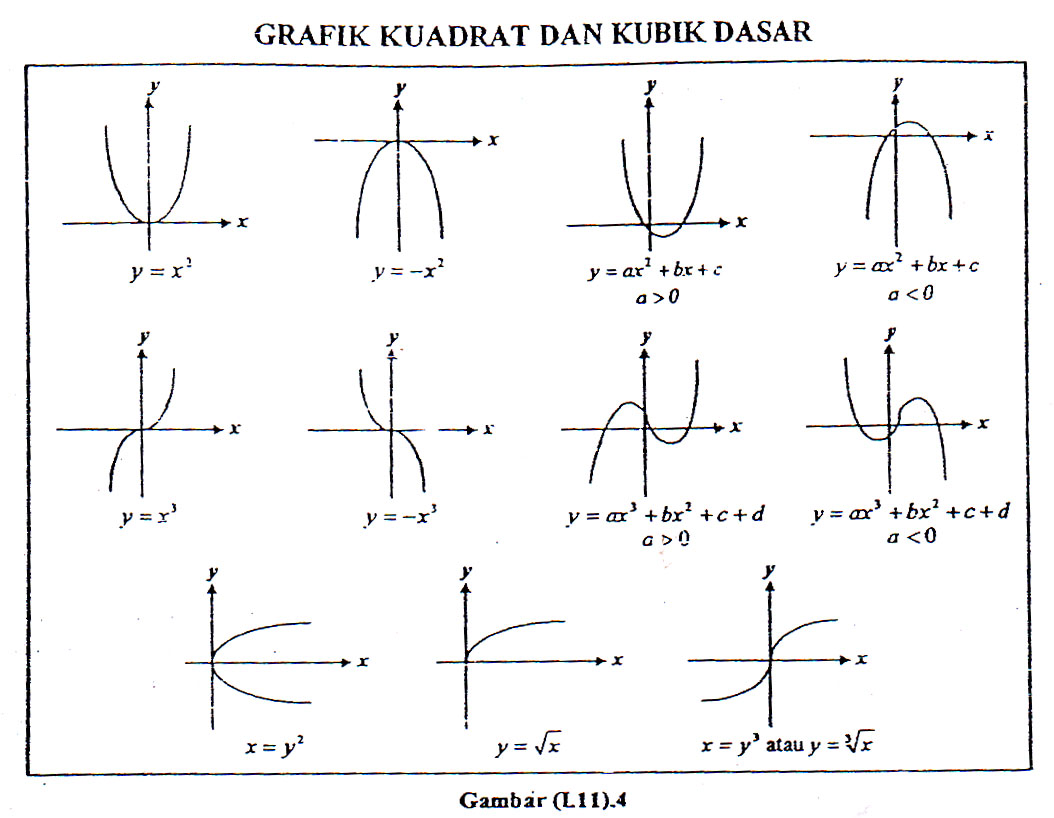 GRAFIK KUADRAT DAN KUBIK DASAR
y y y y
x x x x
y = x² y = −x² y = ax² + bx + c y = ax² + bx + c
a > 0 a < 0
y y y y
x x x x
y = x³ y = −x³ y = ax³ + bx² + c + d y = ax³ + bx² + c + d
a > 0 a < 0
y y y
x x x
x = y² y = √x x = y³ atau y = ∛x
Gambar (L11).4